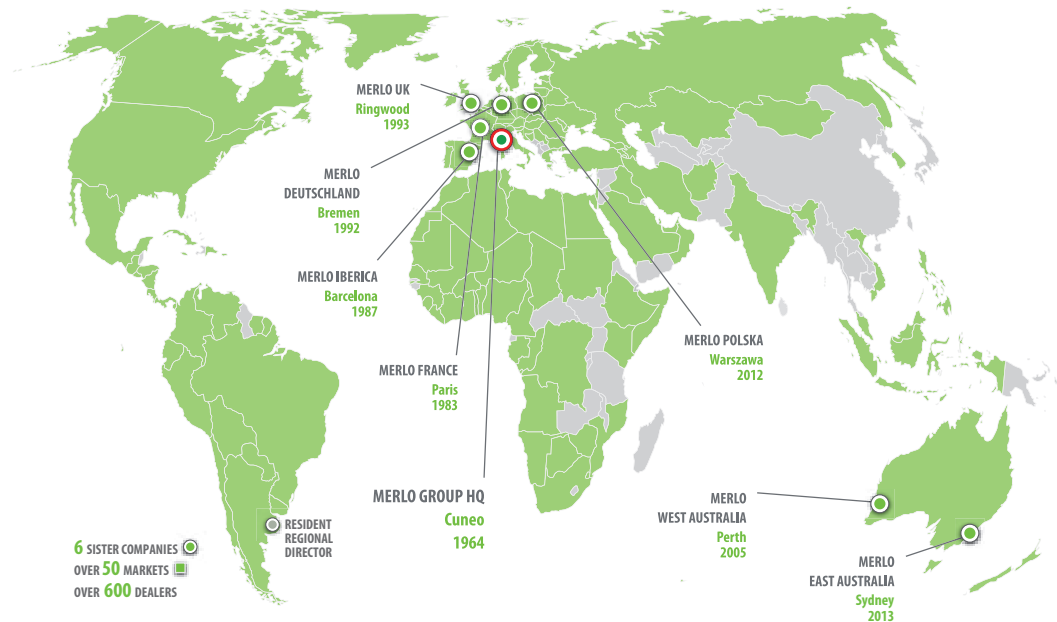 MERLO UK
Ringwood
1993
MERLO
DEUTSCHLAND
Bremen
1992
MERLO IBERICA
Barcelona
1987
MERLO FRANCE
Paris
1983
MERLO GROUP HQ
Cuneo
1964
MERLO POLSKA
Warszawa
2012
MERLO
WEST AUSTRALIA
Perth
2005
MERLO
EAST AUSTRALIA
Sydney
2013
RESIDENT
REGIONAL
DIRECTOR
6 SISTER COMPANIES
OVER 50 MARKETS
OVER 600 DEALERS